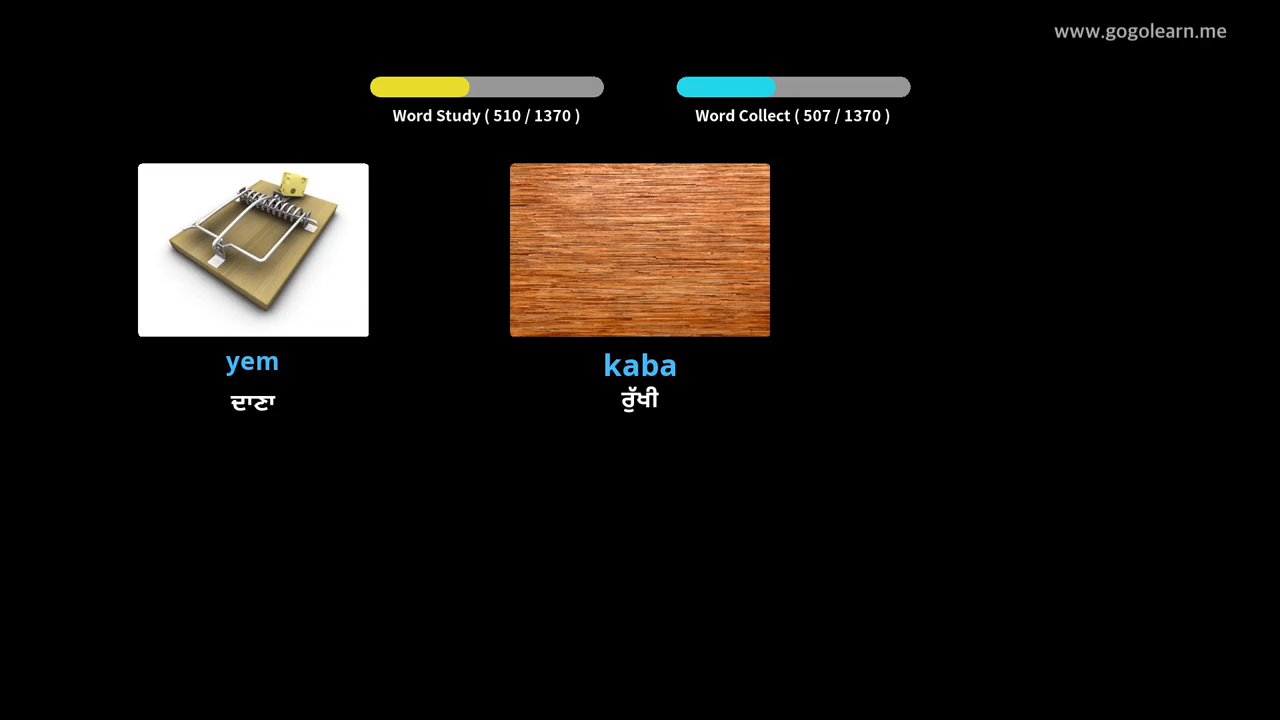 www.gogolearn.me
Word Study ( 510 / 1370 )
Word Collect ( 507 / 1370 )
yem
ਦਾਣਾ
kaba
ਰੁੱਖੀ